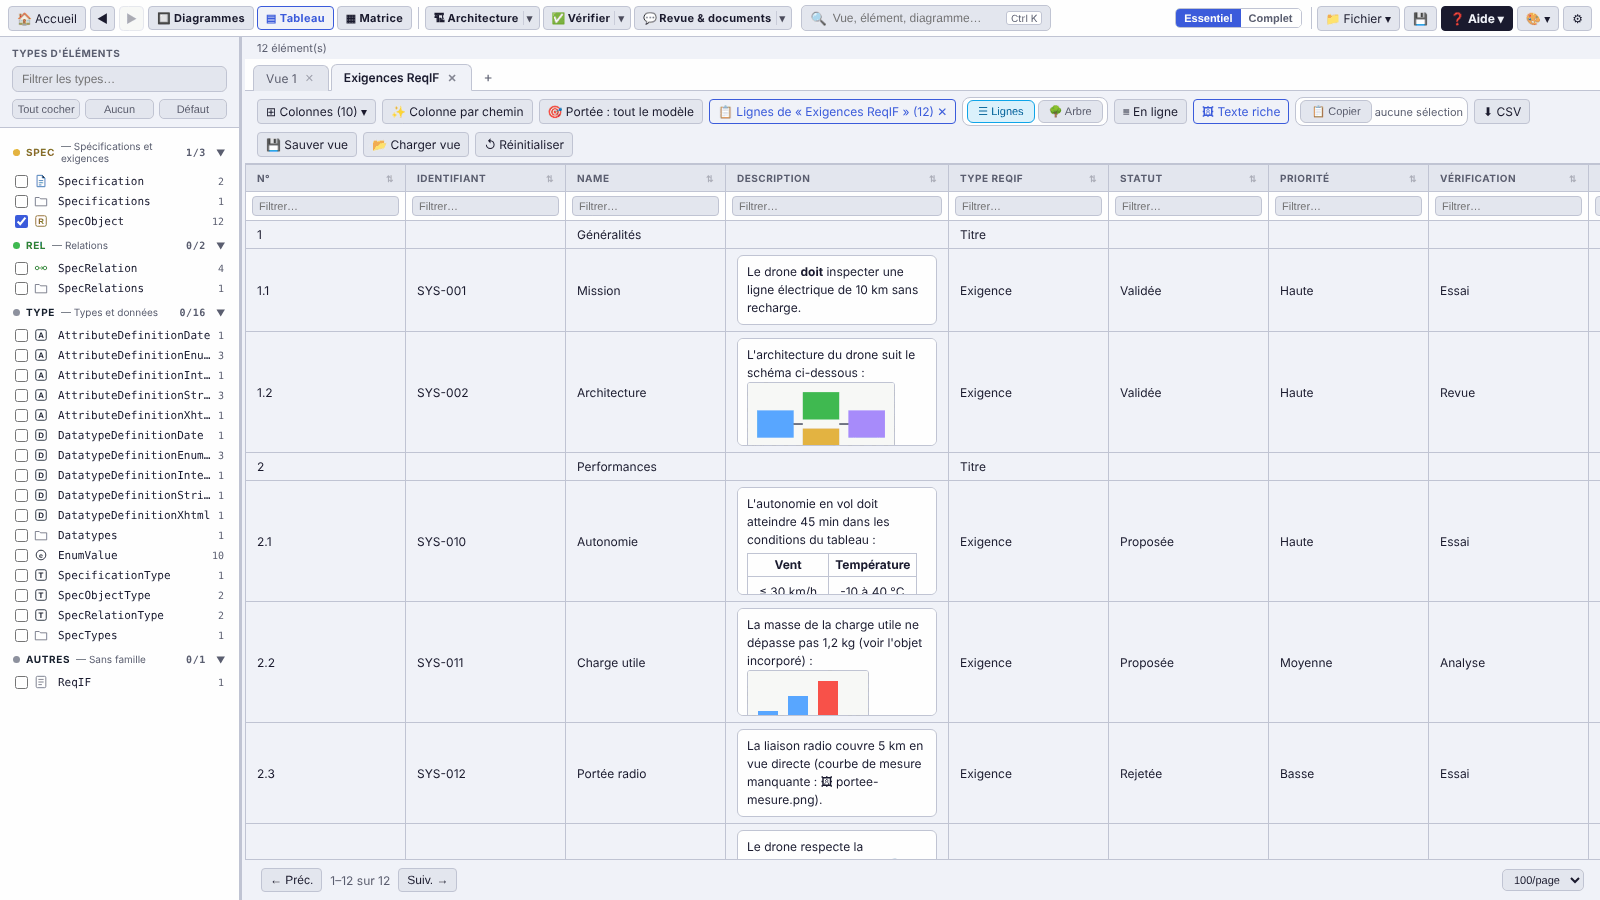 🏠 Accueil ◀ ▶ 🔲 Diagrammes ▤ Tableau ▦ Matrice 🏗 Architecture ▾ ✅ Vérifier ▾ 💬 Revue & documents ▾ 🔍 Vue, élément, diagramme… Ctrl K Essentiel Complet 📁 Fichier ▾ 💾 ❓ Aide ▾ 🎨 ▾ ⚙
TYPES D'ÉLÉMENTS
Filtrer les types…
Tout cocher Aucun Défaut
SPEC — Spécifications et exigences 1/3 ▼
Specification 2
Specifications 1
R SpecObject 12
REL — Relations 0/2 ▼
SpecRelation 4
SpecRelations 1
TYPE — Types et données 0/16 ▼
A AttributeDefinitionDate 1
A AttributeDefinitionEnu… 3
A AttributeDefinitionInt… 1
A AttributeDefinitionStr… 3
A AttributeDefinitionXht… 1
D DatatypeDefinitionDate 1
D DatatypeDefinitionEnum… 3
D DatatypeDefinitionInte… 1
D DatatypeDefinitionStri… 1
D DatatypeDefinitionXhtml 1
Datatypes 1
e EnumValue 10
T SpecificationType 1
T SpecObjectType 2
T SpecRelationType 2
SpecTypes 1
AUTRES — Sans famille 0/1 ▼
ReqIF 1
12 élément(s)
Vue 1 ✕ Exigences ReqIF ✕ +
⊞ Colonnes (10) ▾ ✨ Colonne par chemin 🎯 Portée : tout le modèle 📋 Lignes de « Exigences ReqIF » (12) ✕ ☰ Lignes 🌳 Arbre ≡ En ligne 🖼 Texte riche 📋 Copier aucune sélection ⬇ CSV
💾 Sauver vue 📂 Charger vue ↺ Réinitialiser
N° IDENTIFIANT NAME DESCRIPTION TYPE REQIF STATUT PRIORITÉ VÉRIFICATION
Filtrer… Filtrer… Filtrer… Filtrer… Filtrer… Filtrer… Filtrer… Filtrer…
1 Généralités Titre
1.1 SYS-001 Mission
Le drone doit inspecter une
ligne électrique de 10 km sans
recharge.
Exigence Validée Haute Essai
1.2 SYS-002 Architecture
L'architecture du drone suit le
schéma ci-dessous :
Exigence Validée Haute Revue
2 Performances Titre
2.1 SYS-010 Autonomie
L'autonomie en vol doit
atteindre 45 min dans les
conditions du tableau :
Vent Température
≤ 30 km/h -10 à 40 °C
Exigence Proposée Haute Essai
2.2 SYS-011 Charge utile
La masse de la charge utile ne
dépasse pas 1,2 kg (voir l'objet
incorporé) :
Exigence Proposée Moyenne Analyse
2.3 SYS-012 Portée radio
La liaison radio couvre 5 km en
vue directe (courbe de mesure
manquante : 🖼 portee-
mesure.png).
Exigence Rejetée Basse Essai
Le drone respecte la
← Préc. 1–12 sur 12 Suiv. → 100/page